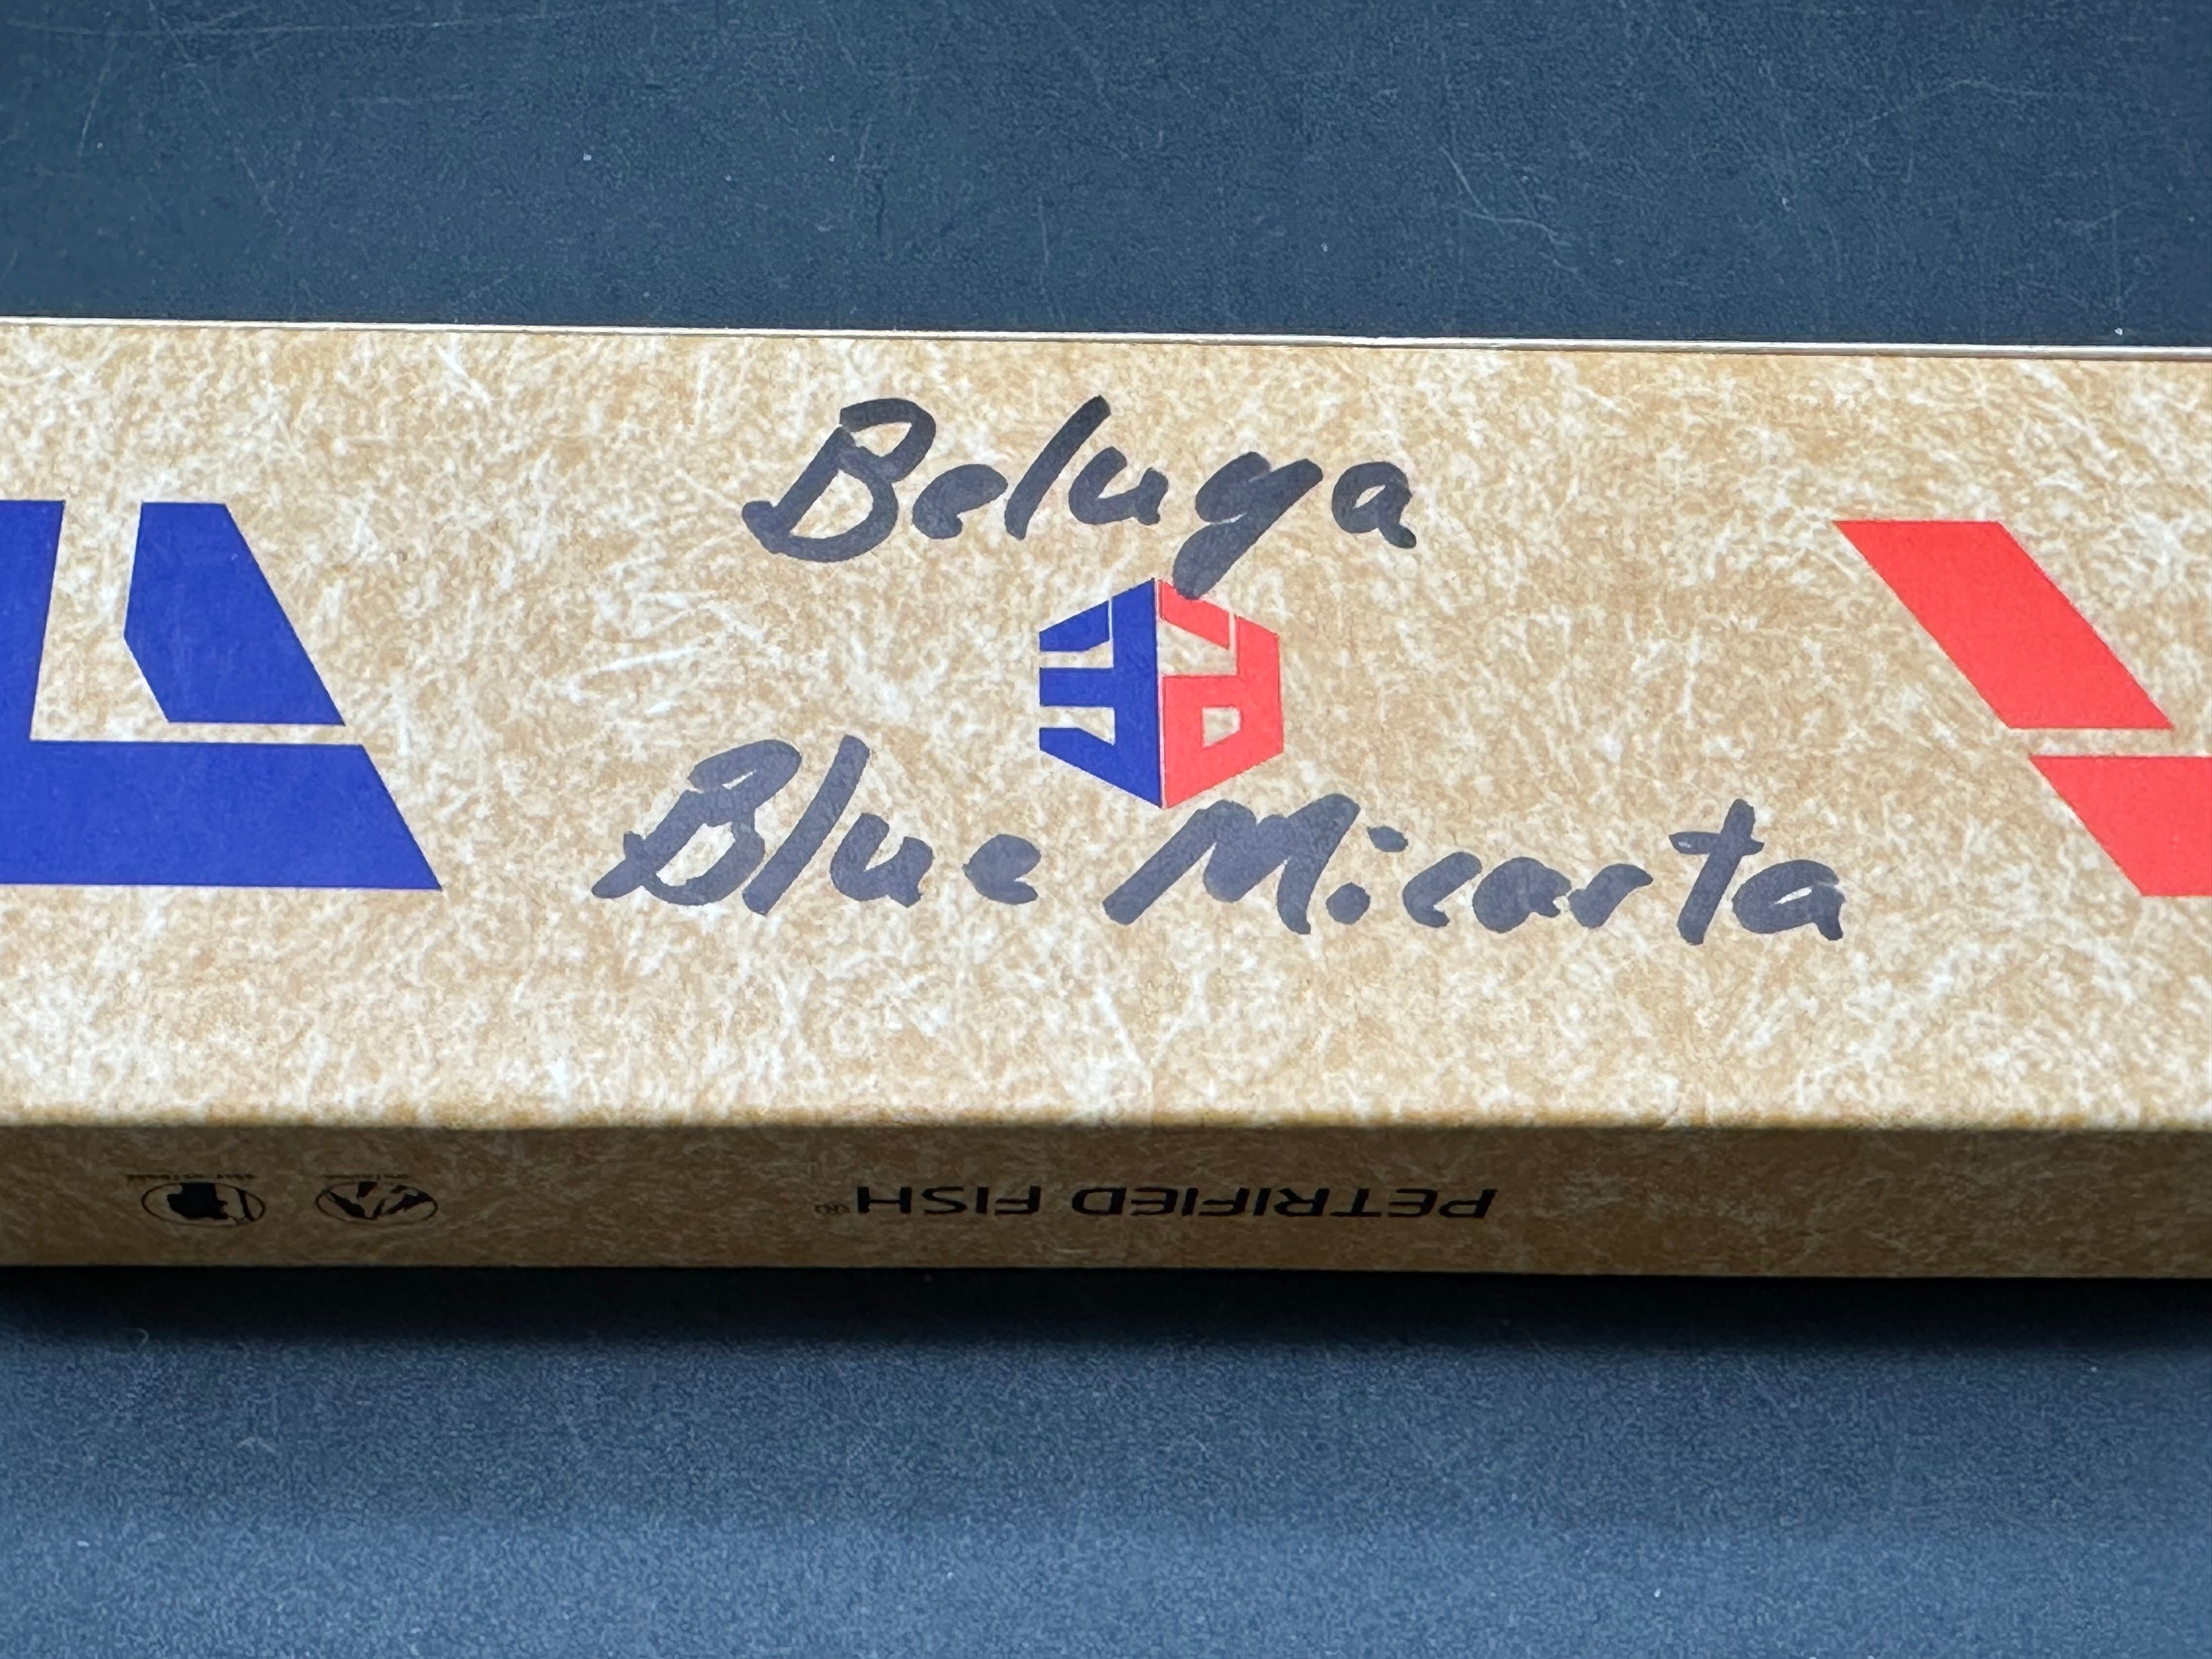 Beluga
Blue Micarta
PETRIFIED FISH®